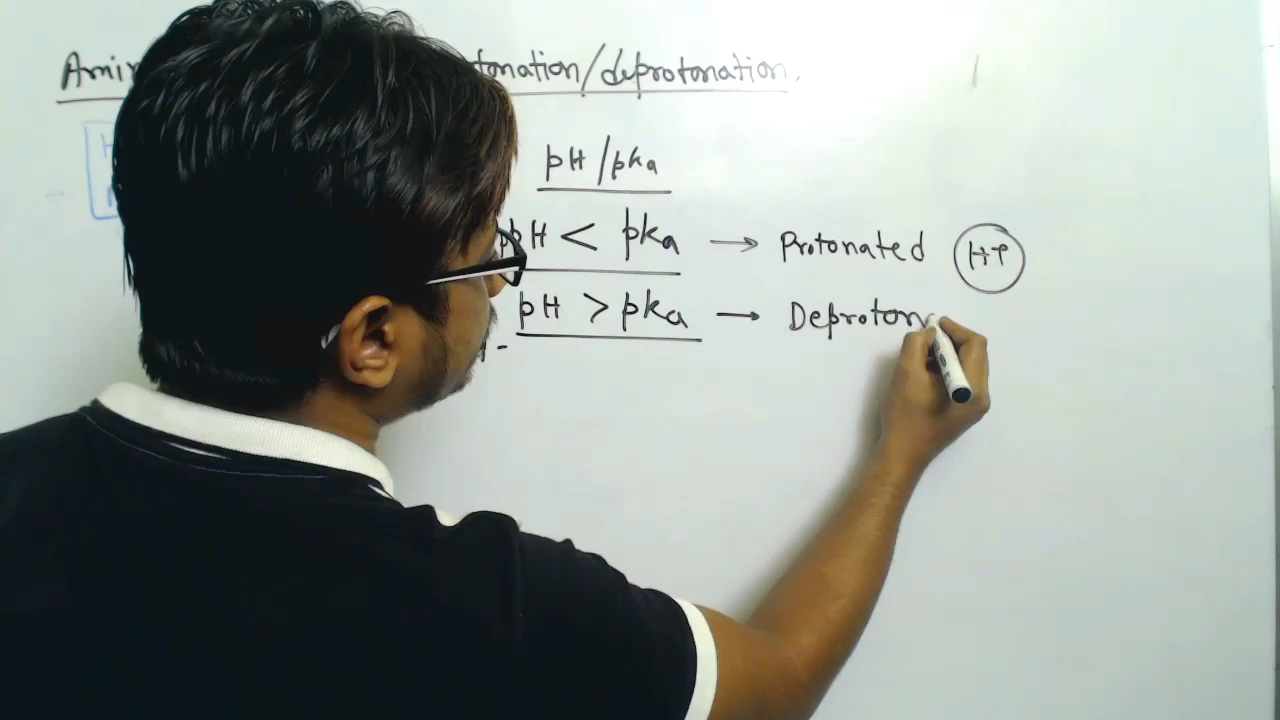 Amin tonation/deprotonation.
pH/pka
pH < pka → Protonated H+
pH > pka → Deproton